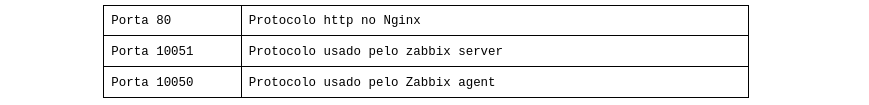 Porta 80 Protocolo http no Nginx
Porta 10051 Protocolo usado pelo zabbix server
Porta 10050 Protocolo usado pelo Zabbix agent